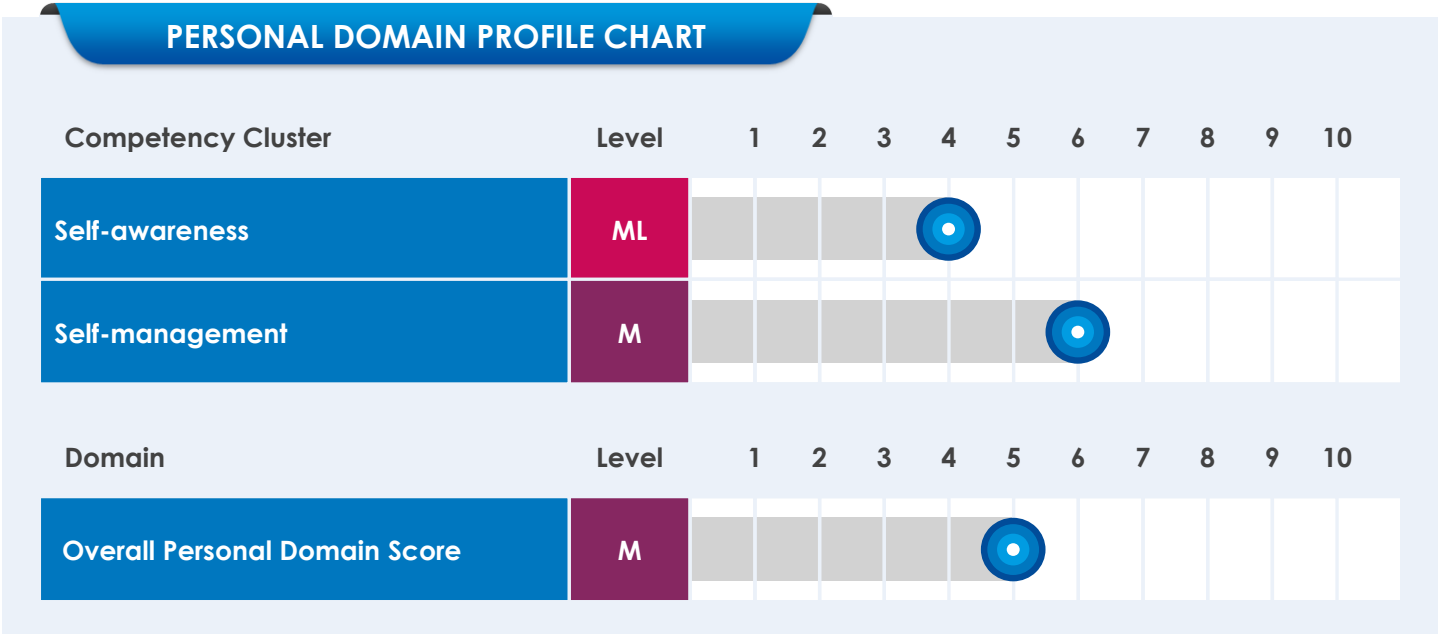 PERSONAL DOMAIN PROFILE CHART
Competency Cluster Level 1 2 3 4 5 6 7 8 9 10
Self-awareness ML
Self-management M
Domain Level 1 2 3 4 5 6 7 8 9 10
Overall Personal Domain Score M